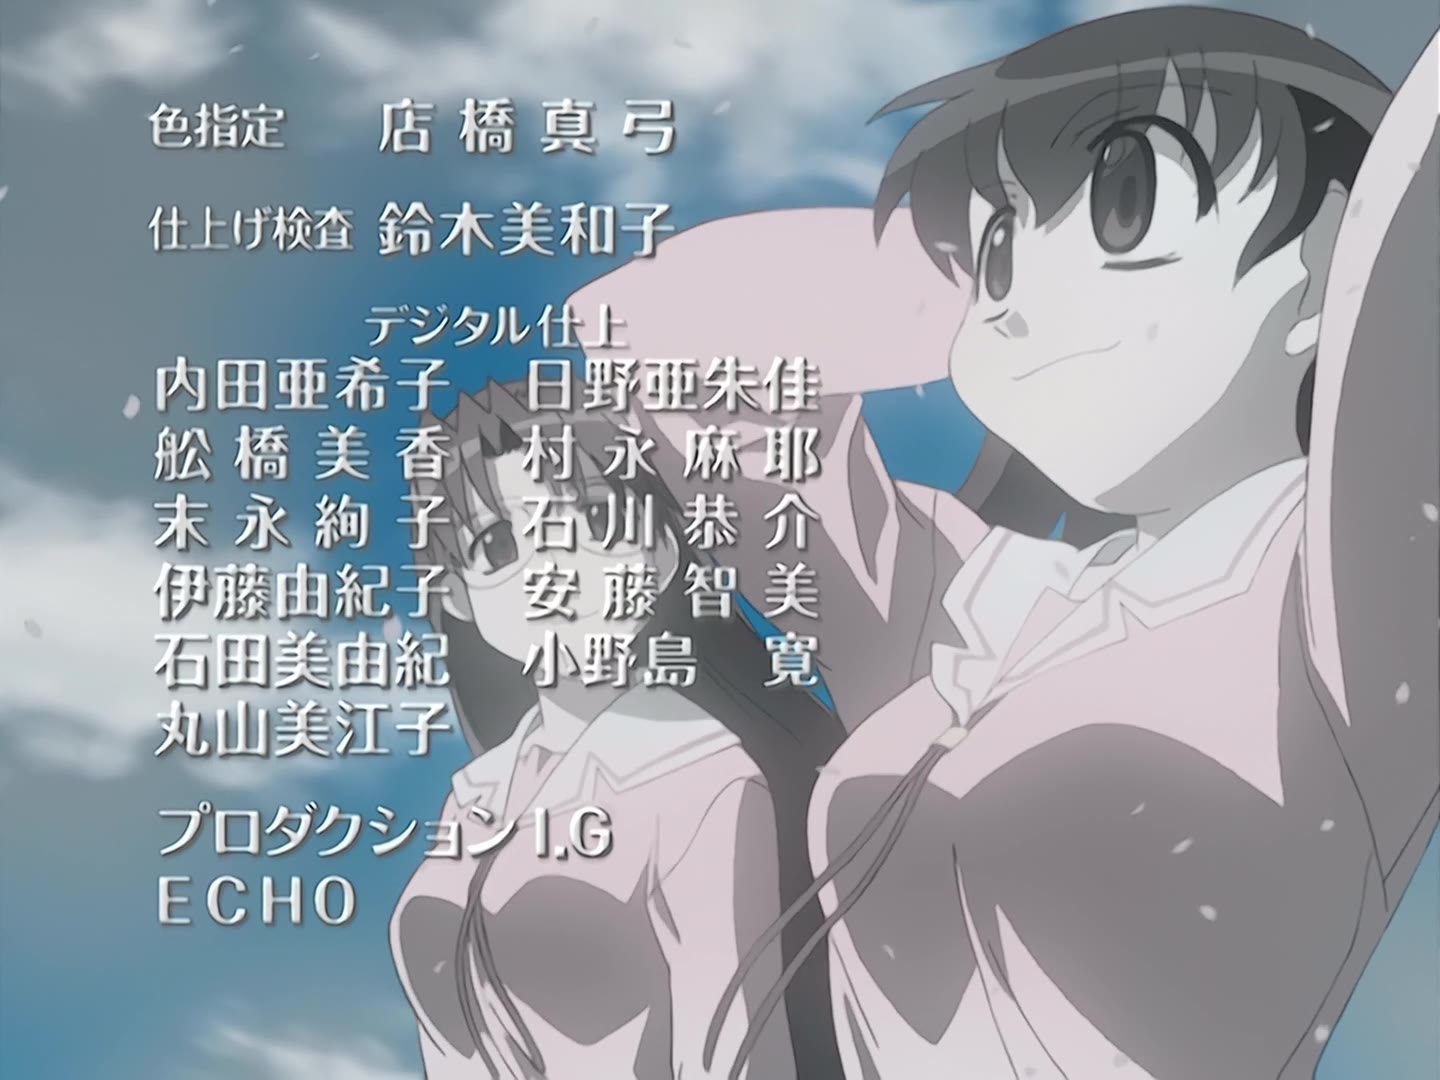 色指定 店橋真弓
仕上げ検査 鈴木美和子
デジタル仕上
内田亜希子 日野亜朱佳
舩橋美香 村永麻耶
末永絢子 石川恭介
伊藤由紀子 安藤智美
石田美由紀 小野島 寛
丸山美江子
プロダクションI.G
ECHO